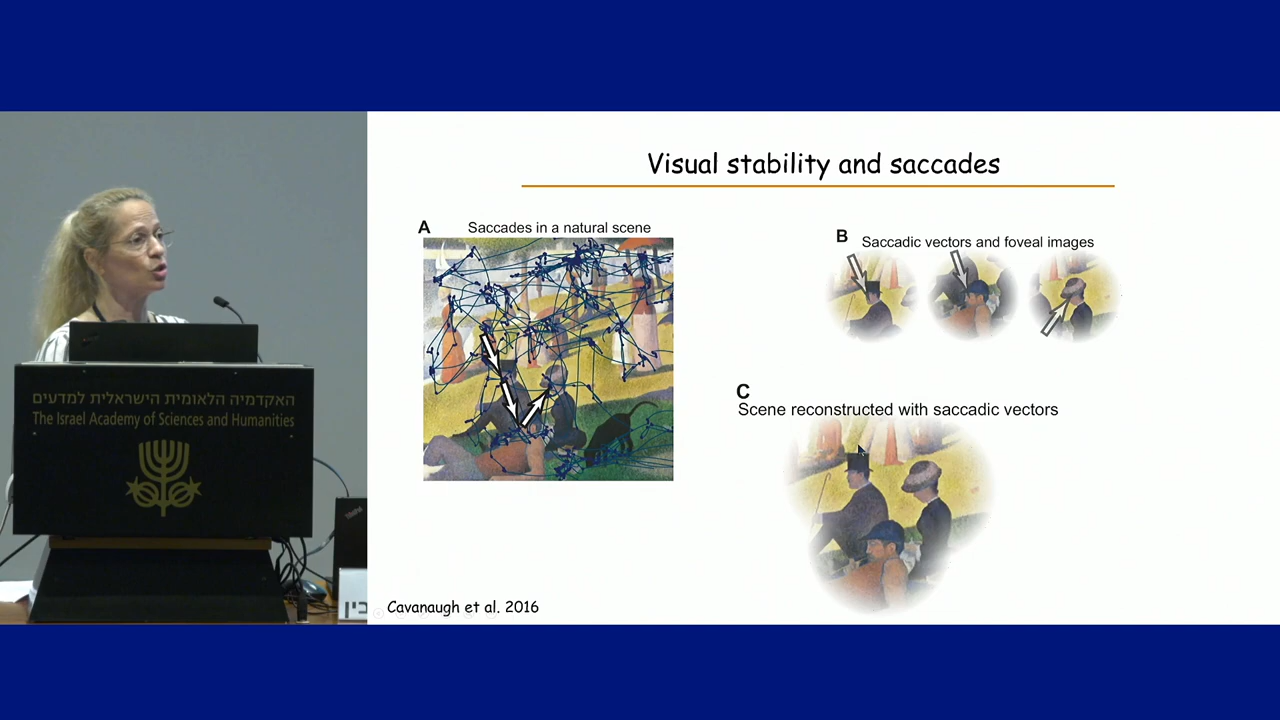 Visual stability and saccades
A
Saccades in a natural scene
B
Saccadic vectors and foveal images
C
Scene reconstructed with saccadic vectors
Cavanaugh et al. 2016
האקדמיה הלאומית הישראלית למדעים
The Israel Academy of Sciences and Humanities
ThinkPad